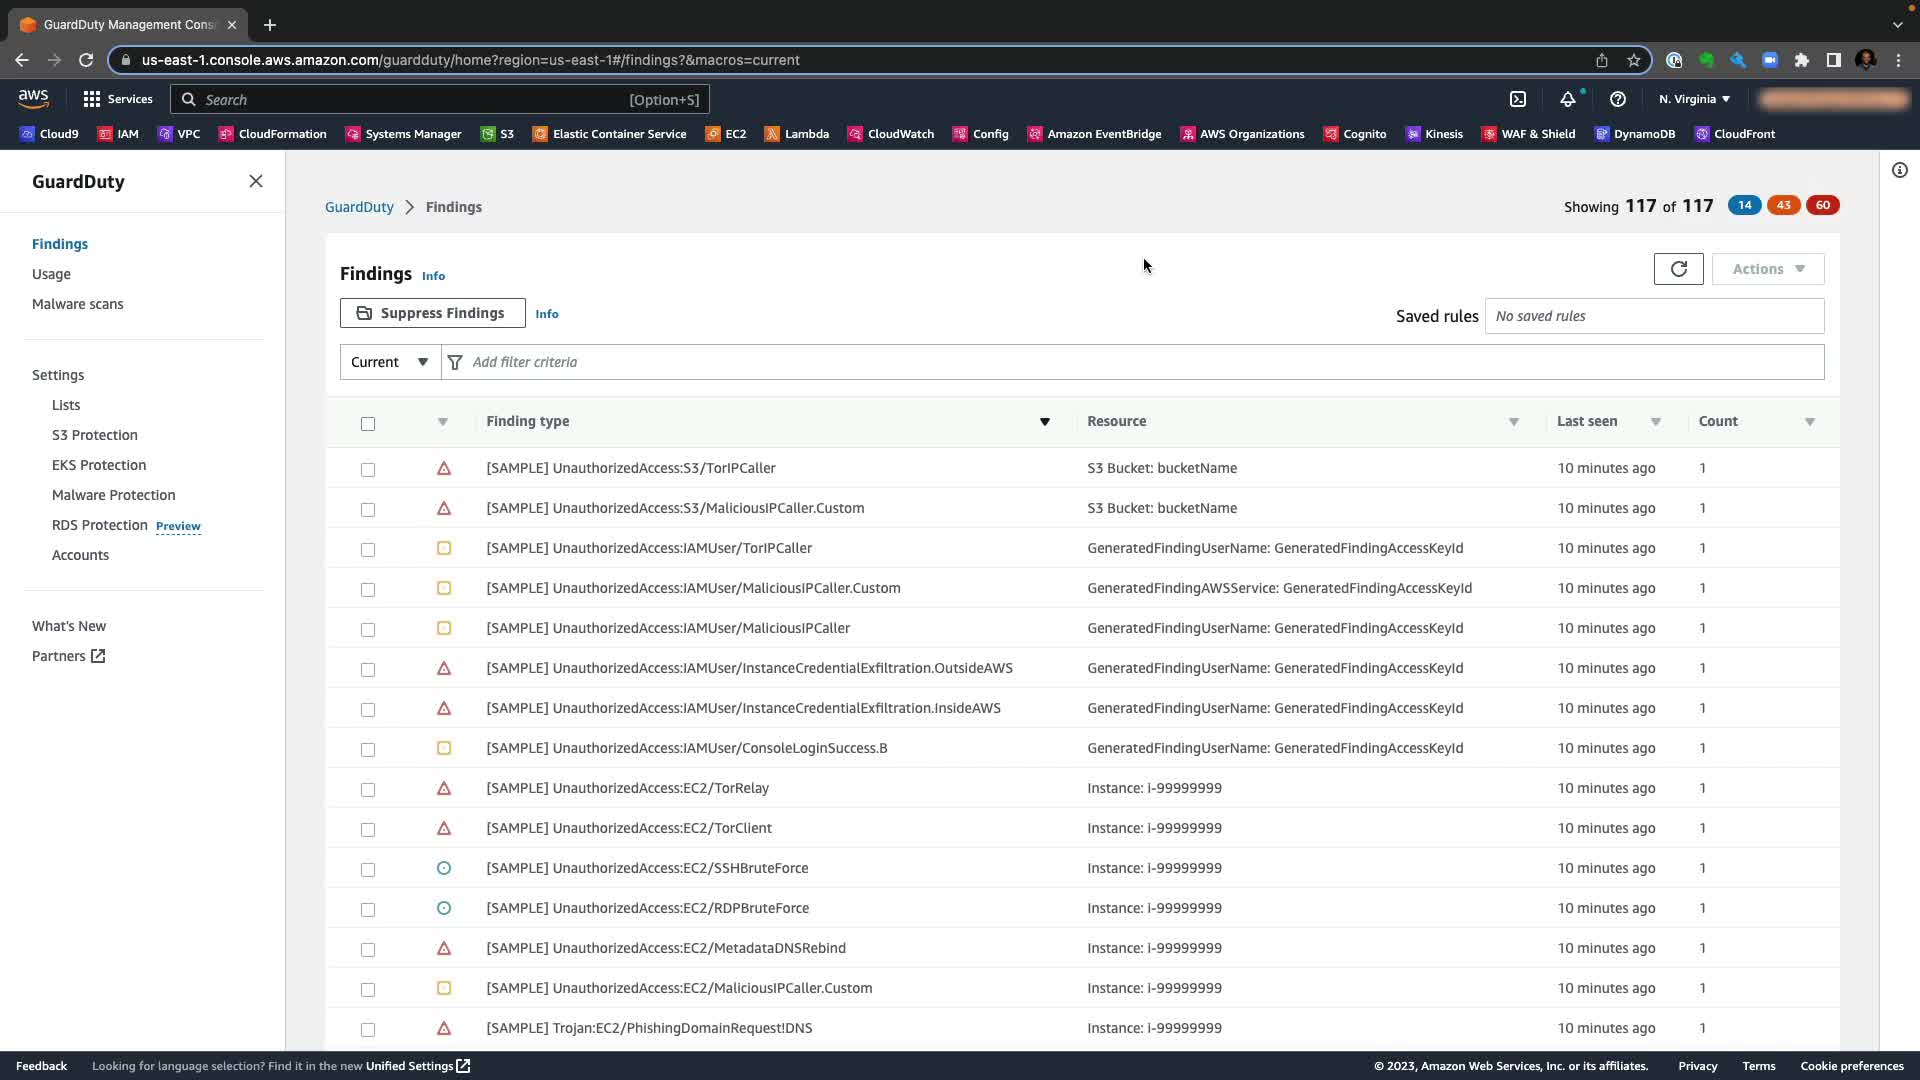 GuardDuty Management Cons
us-east-1.console.aws.amazon.com/guardduty/home?region=us-east-1#/findings?&macros=current
aws Services Search [Option+S] N. Virginia
Cloud9 IAM VPC CloudFormation Systems Manager S3 Elastic Container Service EC2 Lambda CloudWatch Config Amazon EventBridge AWS Organizations Cognito Kinesis WAF & Shield DynamoDB CloudFront
GuardDuty
Findings
Usage
Malware scans
Settings
Lists
S3 Protection
EKS Protection
Malware Protection
RDS Protection Preview
Accounts
What's New
Partners
GuardDuty > Findings
Showing 117 of 117 14 43 60
Findings Info
Actions
Suppress Findings Info
Saved rules No saved rules
Current Add filter criteria
Finding type Resource Last seen Count
[SAMPLE] UnauthorizedAccess:S3/TorIPCaller S3 Bucket: bucketName 10 minutes ago 1
[SAMPLE] UnauthorizedAccess:S3/MaliciousIPCaller.Custom S3 Bucket: bucketName 10 minutes ago 1
[SAMPLE] UnauthorizedAccess:IAMUser/TorIPCaller GeneratedFindingUserName: GeneratedFindingAccessKeyId 10 minutes ago 1
[SAMPLE] UnauthorizedAccess:IAMUser/MaliciousIPCaller.Custom GeneratedFindingAWSService: GeneratedFindingAccessKeyId 10 minutes ago 1
[SAMPLE] UnauthorizedAccess:IAMUser/MaliciousIPCaller GeneratedFindingUserName: GeneratedFindingAccessKeyId 10 minutes ago 1
[SAMPLE] UnauthorizedAccess:IAMUser/InstanceCredentialExfiltration.OutsideAWS GeneratedFindingUserName: GeneratedFindingAccessKeyId 10 minutes ago 1
[SAMPLE] UnauthorizedAccess:IAMUser/InstanceCredentialExfiltration.InsideAWS GeneratedFindingUserName: GeneratedFindingAccessKeyId 10 minutes ago 1
[SAMPLE] UnauthorizedAccess:IAMUser/ConsoleLoginSuccess.B GeneratedFindingUserName: GeneratedFindingAccessKeyId 10 minutes ago 1
[SAMPLE] UnauthorizedAccess:EC2/TorRelay Instance: i-99999999 10 minutes ago 1
[SAMPLE] UnauthorizedAccess:EC2/TorClient Instance: i-99999999 10 minutes ago 1
[SAMPLE] UnauthorizedAccess:EC2/SSHBruteForce Instance: i-99999999 10 minutes ago 1
[SAMPLE] UnauthorizedAccess:EC2/RDPBruteForce Instance: i-99999999 10 minutes ago 1
[SAMPLE] UnauthorizedAccess:EC2/MetadataDNSRebind Instance: i-99999999 10 minutes ago 1
[SAMPLE] UnauthorizedAccess:EC2/MaliciousIPCaller.Custom Instance: i-99999999 10 minutes ago 1
[SAMPLE] Trojan:EC2/PhishingDomainRequest!DNS Instance: i-99999999 10 minutes ago 1
Feedback Looking for language selection? Find it in the new Unified Settings © 2023, Amazon Web Services, Inc. or its affiliates. Privacy Terms Cookie preferences